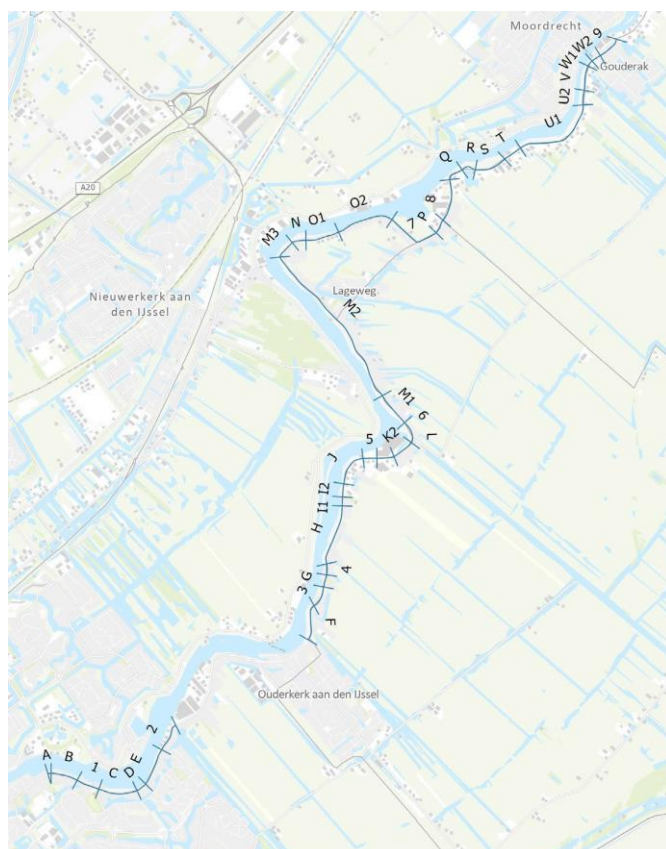 Moordrecht
9
W2
W1
Gouderak
V
U2
U1
T
S
R
Q
A20
8
P
7
O2
O1
N
M3
Nieuwerkerk aan
den IJssel
Lageweg
M2
M1
6
L
K2
5
J
I2
I1
H
4
G
3
F
Ouderkerk aan den IJssel
2
E
D
C
1
B
A